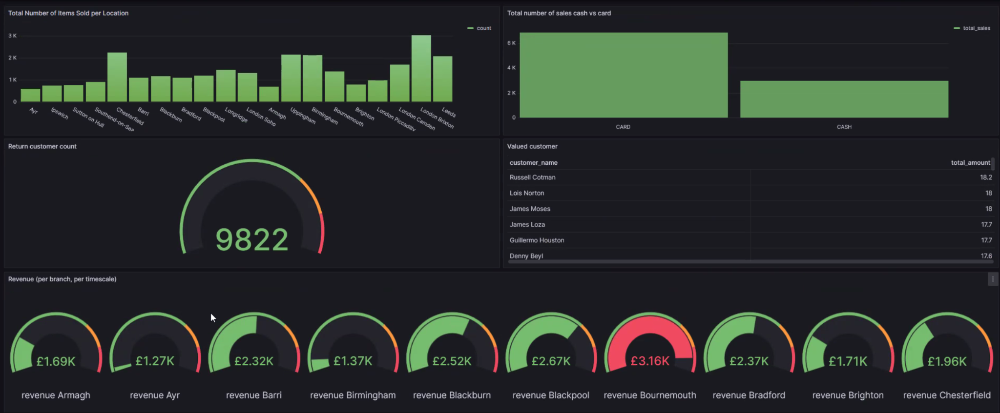 Total Number of Items Sold per Location
count
3 K
2 K
1 K
0
Ayr
Ipswich
Sutton on Hull
Southend-on-Sea
Chesterfield
Barri
Blackburn
Bradford
Blackpool
Longridge
London Soho
Armagh
Uppingham
Birmingham
Bournemouth
Brighton
London Piccadilly
London Camden
London Brixton
Leeds
Total number of sales cash vs card
total_sales
6 K
4 K
2 K
0
CARD
CASH
Return customer count
9822
Valued customer
customer_name total_amount
Russell Cotman 18.2
Lois Norton 18
James Moses 18
James Loza 17.7
Guillermo Houston 17.7
Denny Beyl 17.6
Revenue (per branch, per timescale)
£1.69K £1.27K £2.32K £1.37K £2.52K £2.67K £3.16K £2.37K £1.71K £1.96K
revenue Armagh revenue Ayr revenue Barri revenue Birmingham revenue Blackburn revenue Blackpool revenue Bournemouth revenue Bradford revenue Brighton revenue Chesterfield